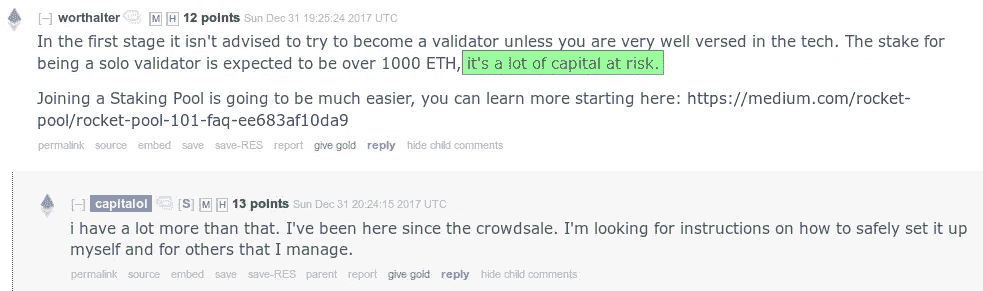 [–] worthalter [M] [H] 12 points Sun Dec 31 19:25:24 2017 UTC
In the first stage it isn't advised to try to become a validator unless you are very well versed in the tech. The stake for
being a solo validator is expected to be over 1000 ETH, it's a lot of capital at risk.
Joining a Staking Pool is going to be much easier, you can learn more starting here: https://medium.com/rocket-
pool/rocket-pool-101-faq-ee683af10da9
permalink source embed save save-RES report give gold reply hide child comments
[–] capitalol [S] [M] [H] 13 points Sun Dec 31 20:24:15 2017 UTC
i have a lot more than that. I've been here since the crowdsale. I'm looking for instructions on how to safely set it up
myself and for others that I manage.
permalink source embed save save-RES parent report give gold reply hide child comments